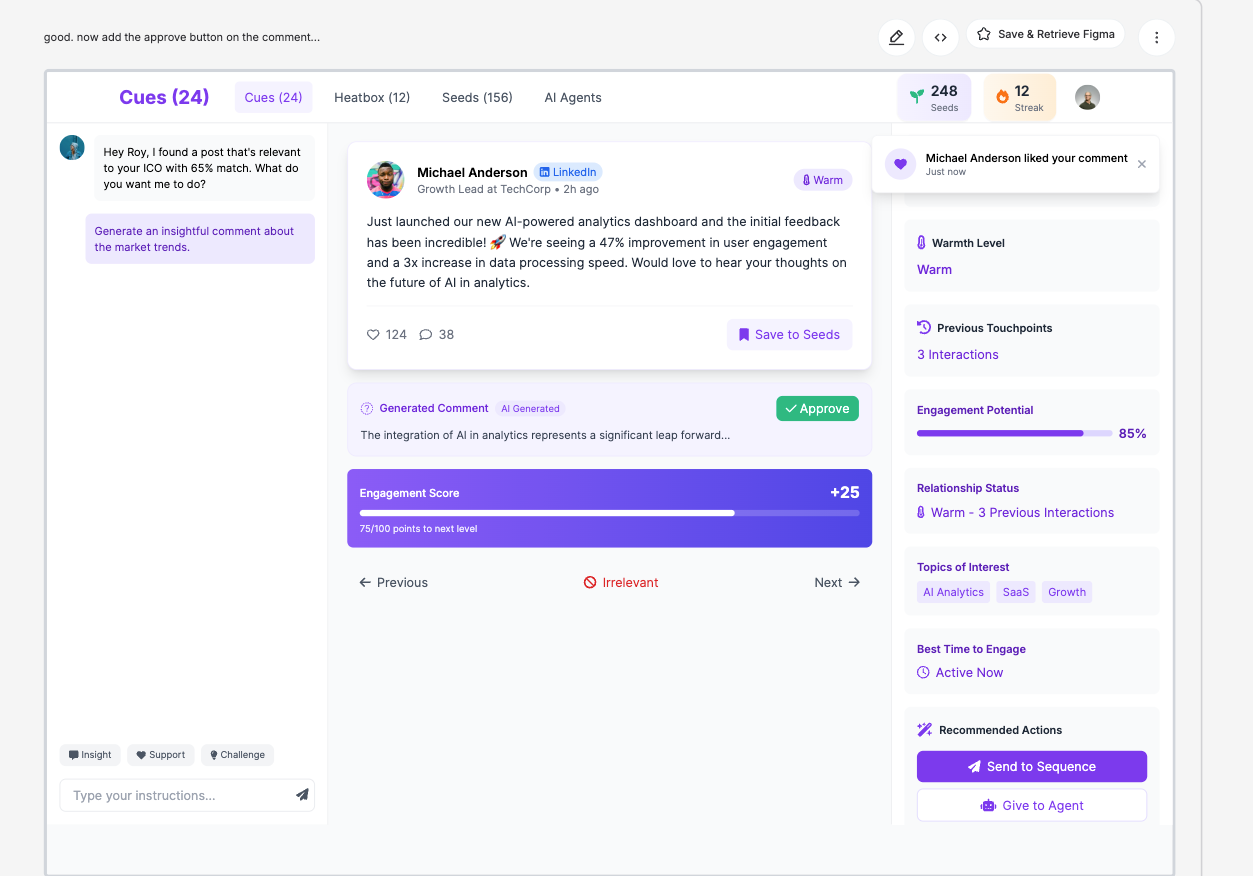 good. now add the approve button on the comment...
Save & Retrieve Figma
Cues (24)
Cues (24)
Heatbox (12)
Seeds (156)
AI Agents
248
Seeds
12
Streak
Hey Roy, I found a post that's relevant
to your ICO with 65% match. What do
you want me to do?
Generate an insightful comment about
the market trends.
Insight
Support
Challenge
Type your instructions...
Michael Anderson
LinkedIn
Growth Lead at TechCorp • 2h ago
Warm
Just launched our new AI-powered analytics dashboard and the initial feedback
has been incredible! 🚀 We're seeing a 47% improvement in user engagement
and a 3x increase in data processing speed. Would love to hear your thoughts on
the future of AI in analytics.
124
38
Save to Seeds
Generated Comment
AI Generated
Approve
The integration of AI in analytics represents a significant leap forward...
Engagement Score
+25
75/100 points to next level
Previous
Irrelevant
Next
Michael Anderson liked your comment
Just now
Warmth Level
Warm
Previous Touchpoints
3 Interactions
Engagement Potential
85%
Relationship Status
Warm - 3 Previous Interactions
Topics of Interest
AI Analytics
SaaS
Growth
Best Time to Engage
Active Now
Recommended Actions
Send to Sequence
Give to Agent